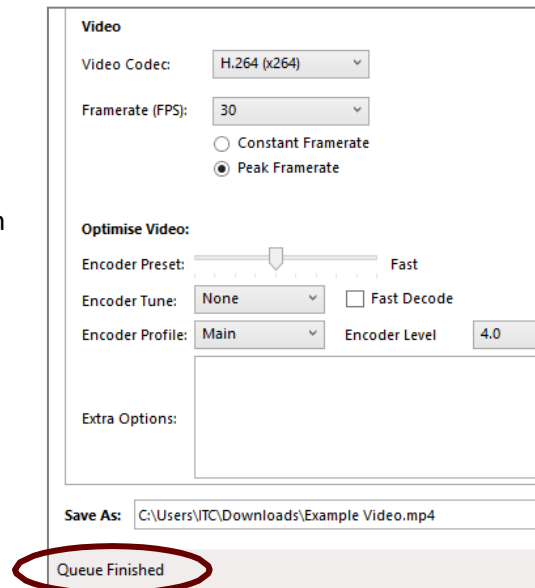 Video
Video Codec: H.264 (x264)
Framerate (FPS): 30
Constant Framerate
Peak Framerate
n
Optimise Video:
Encoder Preset: Fast
Encoder Tune: None Fast Decode
Encoder Profile: Main Encoder Level 4.0
Extra Options:
Save As: C:\Users\ITC\Downloads\Example Video.mp4
Queue Finished